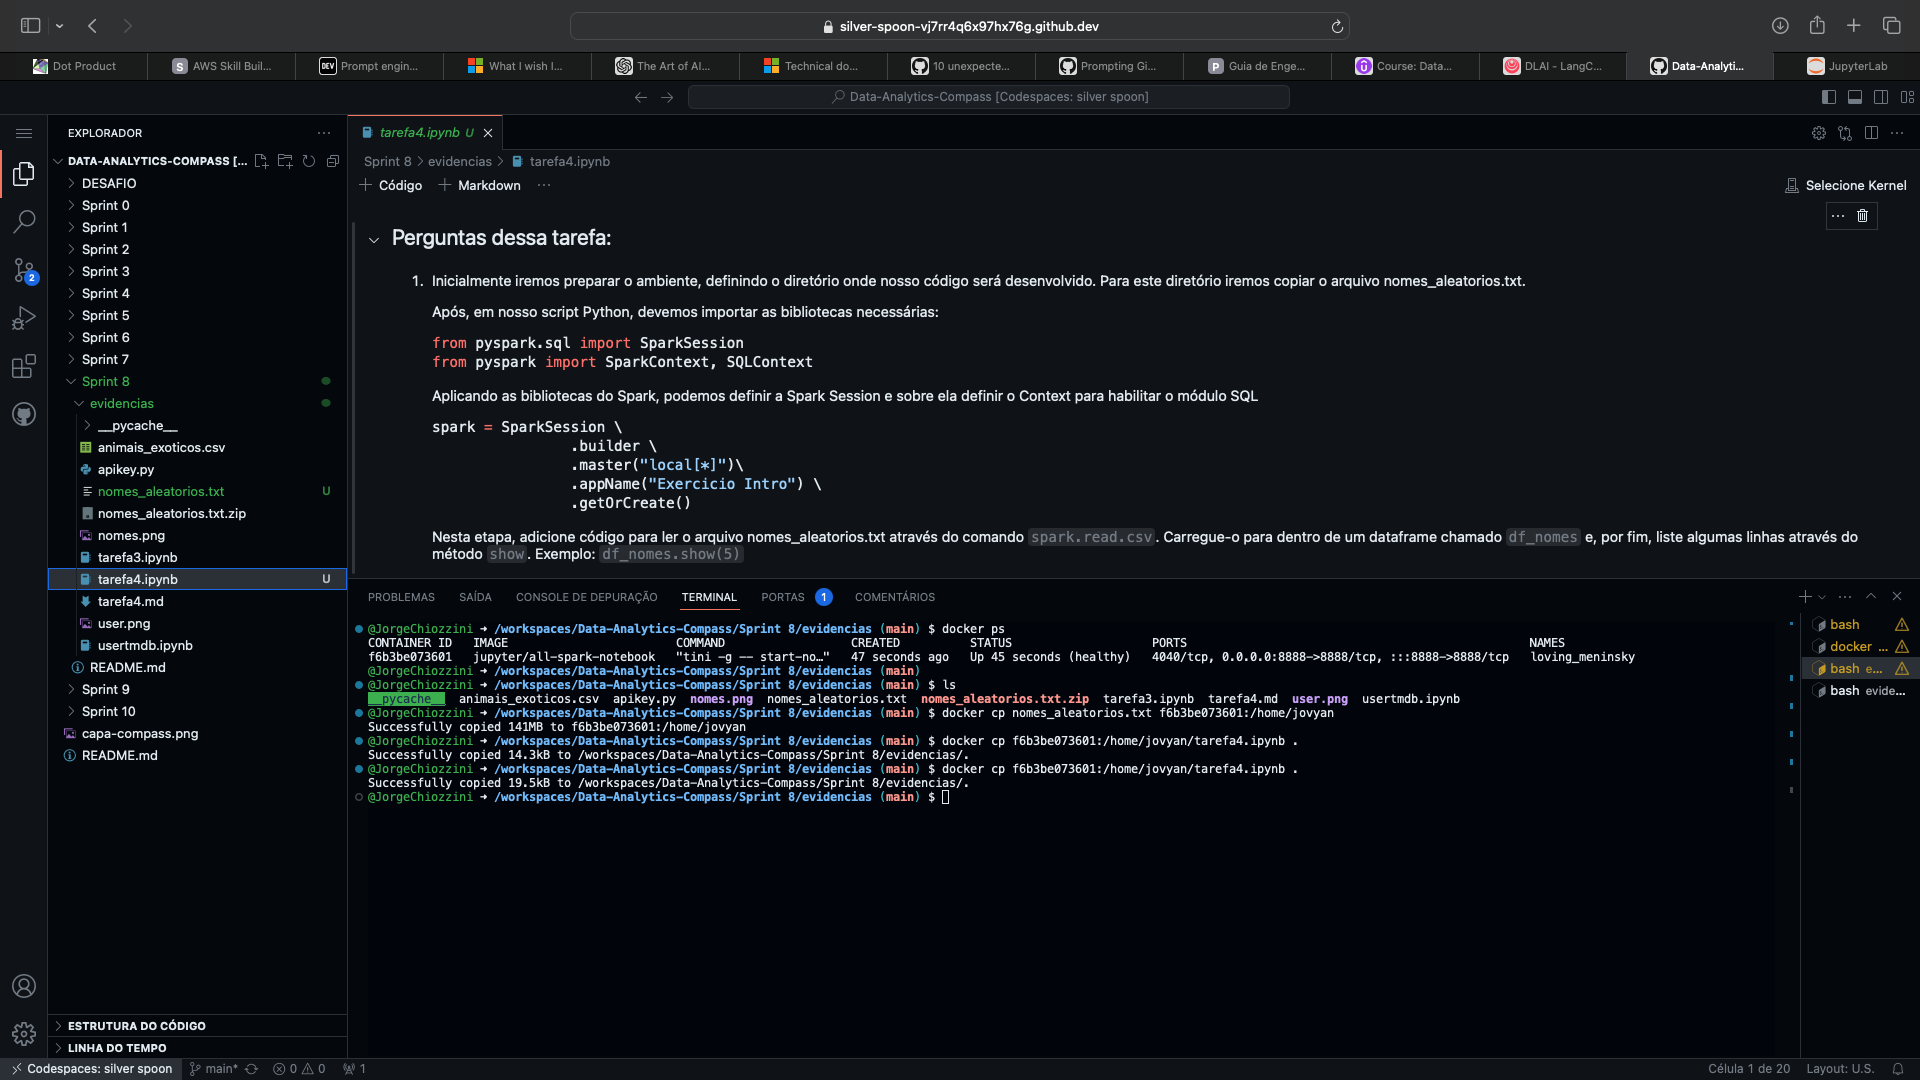 silver-spoon-vj7rr4q6x97hx76g.github.dev
Dot Product
AWS Skill Buil...
Prompt engin...
What I wish I...
The Art of AI...
Technical do...
10 unexpecte...
Prompting Gi...
Guia de Enge...
Course: Data...
DLAI - LangC...
Data-Analyti...
JupyterLab
Data-Analytics-Compass [Codespaces: silver spoon]
EXPLORADOR
DATA-ANALYTICS-COMPASS [...
DESAFIO
Sprint 0
Sprint 1
Sprint 2
Sprint 3
Sprint 4
Sprint 5
Sprint 6
Sprint 7
Sprint 8
evidencias
__pycache__
animais_exoticos.csv
apikey.py
nomes_aleatorios.txt U
nomes_aleatorios.txt.zip
nomes.png
tarefa3.ipynb
tarefa4.ipynb U
tarefa4.md
user.png
usertmdb.ipynb
README.md
Sprint 9
Sprint 10
capa-compass.png
README.md
ESTRUTURA DO CÓDIGO
LINHA DO TEMPO
2
tarefa4.ipynb U
Sprint 8 > evidencias > tarefa4.ipynb
+ Código + Markdown ...
Selecione Kernel
Perguntas dessa tarefa:
1. Inicialmente iremos preparar o ambiente, definindo o diretório onde nosso código será desenvolvido. Para este diretório iremos copiar o arquivo nomes_aleatorios.txt.
Após, em nosso script Python, devemos importar as bibliotecas necessárias:
from pyspark.sql import SparkSession
from pyspark import SparkContext, SQLContext
Aplicando as bibliotecas do Spark, podemos definir a Spark Session e sobre ela definir o Context para habilitar o módulo SQL
spark = SparkSession \
.builder \
.master("local[*]")\
.appName("Exercicio Intro") \
.getOrCreate()
Nesta etapa, adicione código para ler o arquivo nomes_aleatorios.txt através do comando spark.read.csv. Carregue-o para dentro de um dataframe chamado df_nomes e, por fim, liste algumas linhas através do
método show. Exemplo: df_nomes.show(5)
PROBLEMAS SAÍDA CONSOLE DE DEPURAÇÃO TERMINAL PORTAS 1 COMENTÁRIOS
@JorgeChiozzini ➜ /workspaces/Data-Analytics-Compass/Sprint 8/evidencias (main) $ docker ps
CONTAINER ID IMAGE COMMAND CREATED STATUS PORTS NAMES
f6b3be073601 jupyter/all-spark-notebook "tini -g -- start-no…" 47 seconds ago Up 45 seconds (healthy) 4040/tcp, 0.0.0.0:8888->8888/tcp, :::8888->8888/tcp loving_meninsky
@JorgeChiozzini ➜ /workspaces/Data-Analytics-Compass/Sprint 8/evidencias (main) $
@JorgeChiozzini ➜ /workspaces/Data-Analytics-Compass/Sprint 8/evidencias (main) $ ls
__pycache__ animais_exoticos.csv apikey.py nomes.png nomes_aleatorios.txt nomes_aleatorios.txt.zip tarefa3.ipynb tarefa4.md user.png usertmdb.ipynb
@JorgeChiozzini ➜ /workspaces/Data-Analytics-Compass/Sprint 8/evidencias (main) $ docker cp nomes_aleatorios.txt f6b3be073601:/home/jovyan
Successfully copied 141MB to f6b3be073601:/home/jovyan
@JorgeChiozzini ➜ /workspaces/Data-Analytics-Compass/Sprint 8/evidencias (main) $ docker cp f6b3be073601:/home/jovyan/tarefa4.ipynb .
Successfully copied 14.3kB to /workspaces/Data-Analytics-Compass/Sprint 8/evidencias/.
@JorgeChiozzini ➜ /workspaces/Data-Analytics-Compass/Sprint 8/evidencias (main) $ docker cp f6b3be073601:/home/jovyan/tarefa4.ipynb .
Successfully copied 19.5kB to /workspaces/Data-Analytics-Compass/Sprint 8/evidencias/.
@JorgeChiozzini ➜ /workspaces/Data-Analytics-Compass/Sprint 8/evidencias (main) $
bash
docker ...
bash e...
bash evide...
Codespaces: silver spoon main* 0 0 1
Célula 1 de 20 Layout: U.S.